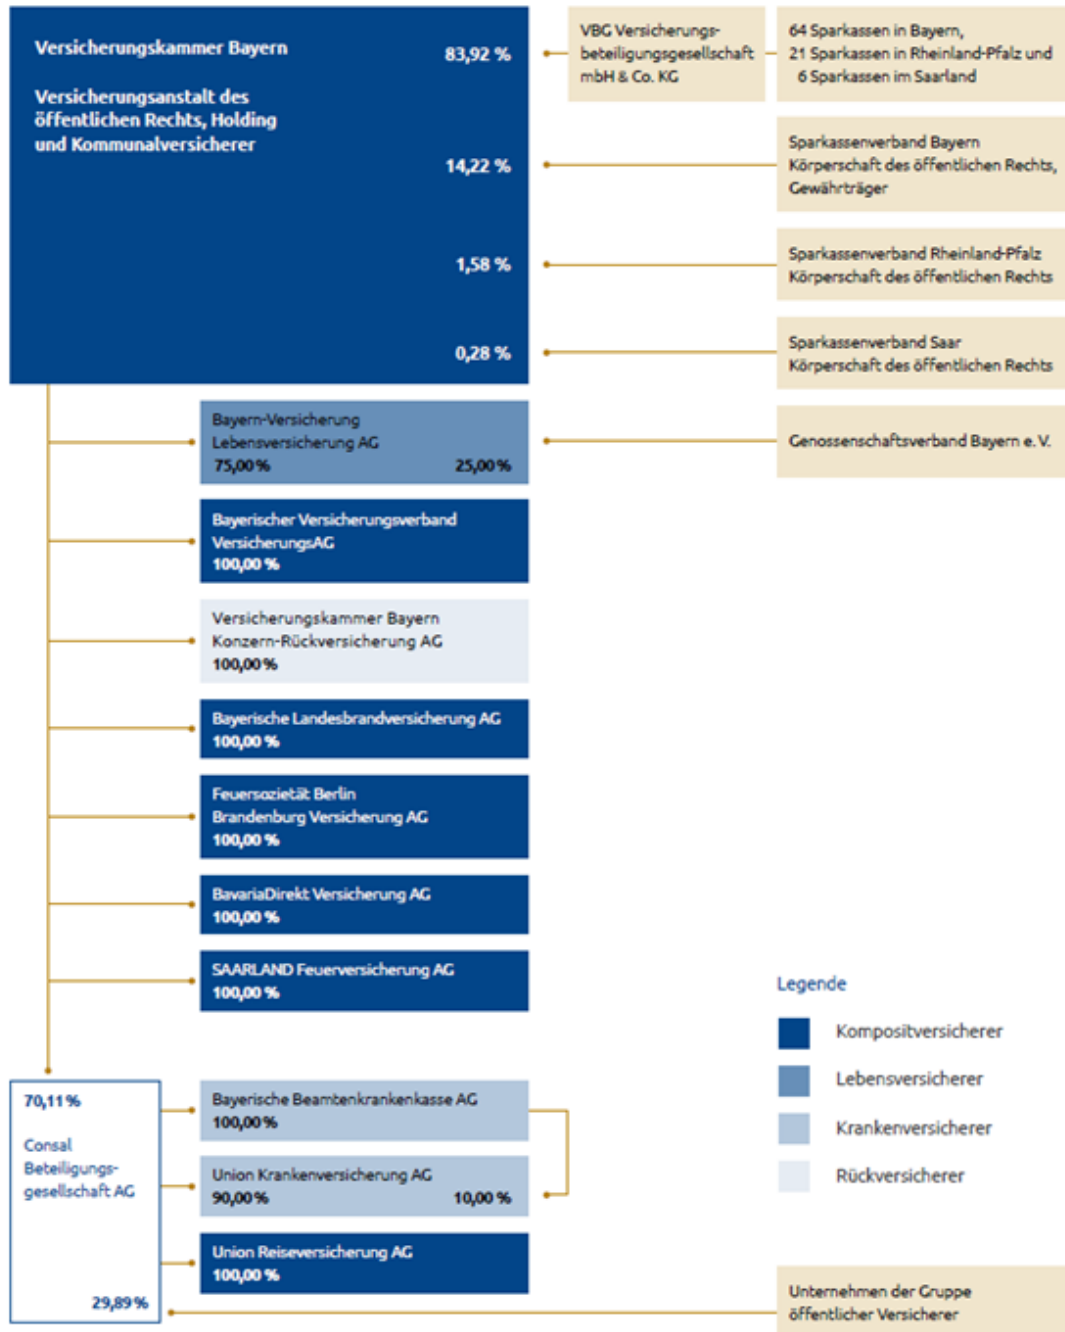 Versicherungskammer Bayern
83,92 %
Versicherungsanstalt des
öffentlichen Rechts, Holding
und Kommunalversicherer
14,22 %
1,58 %
0,28 %
VBG Versicherungs-
beteiligungsgesellschaft
mbH & Co. KG
64 Sparkassen in Bayern,
21 Sparkassen in Rheinland-Pfalz und
6 Sparkassen im Saarland
Sparkassenverband Bayern
Körperschaft des öffentlichen Rechts,
Gewährträger
Sparkassenverband Rheinland-Pfalz
Körperschaft des öffentlichen Rechts
Sparkassenverband Saar
Körperschaft des öffentlichen Rechts
Bayern-Versicherung
Lebensversicherung AG
75,00 % 25,00 %
Genossenschaftsverband Bayern e. V.
Bayerischer Versicherungsverband
VersicherungsAG
100,00 %
Versicherungskammer Bayern
Konzern-Rückversicherung AG
100,00 %
Bayerische Landesbrandversicherung AG
100,00 %
Feuersozietät Berlin
Brandenburg Versicherung AG
100,00 %
BavariaDirekt Versicherung AG
100,00 %
SAARLAND Feuerversicherung AG
100,00 %
Legende
Kompositversicherer
Lebensversicherer
Krankenversicherer
Rückversicherer
70,11 %
Consal
Beteiligungs-
gesellschaft AG
29,89 %
Bayerische Beamtenkrankenkasse AG
100,00 %
Union Krankenversicherung AG
90,00 % 10,00 %
Union Reiseversicherung AG
100,00 %
Unternehmen der Gruppe
öffentlicher Versicherer